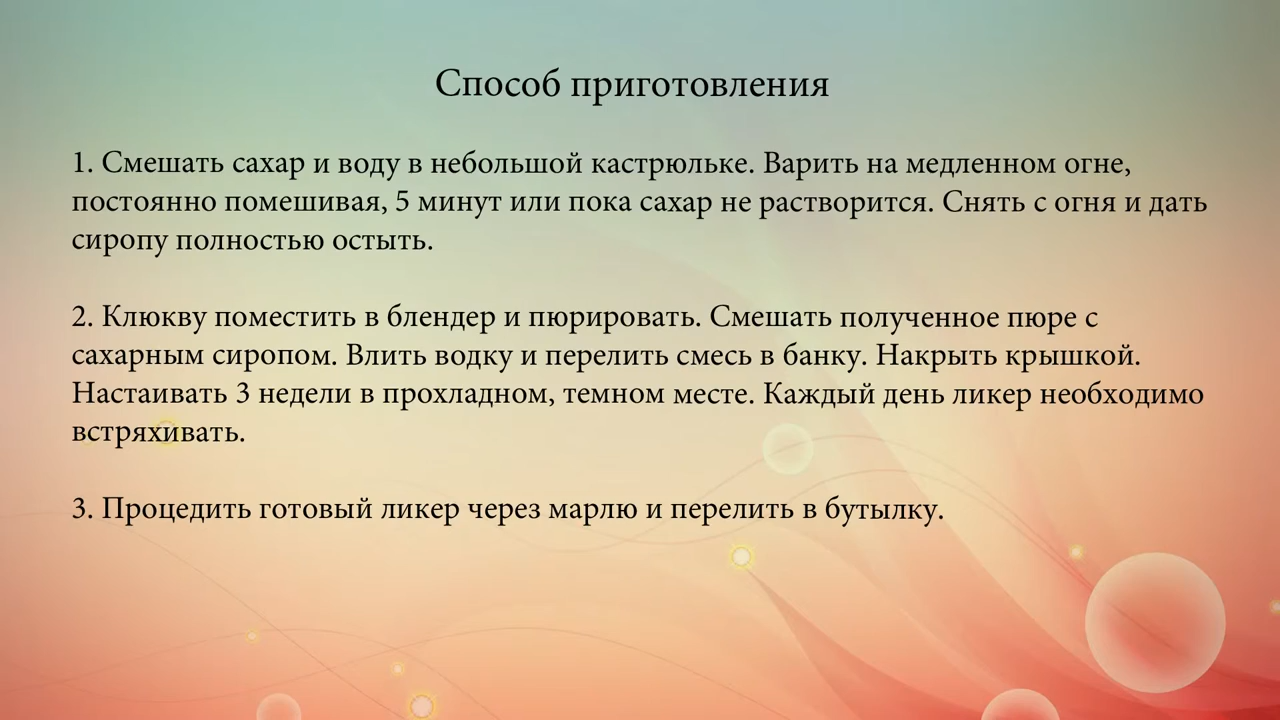 Способ приготовления
1. Смешать сахар и воду в небольшой кастрюльке. Варить на медленном огне,
постоянно помешивая, 5 минут или пока сахар не растворится. Снять с огня и дать
сиропу полностью остыть.
2. Клюкву поместить в блендер и пюрировать. Смешать полученное пюре с
сахарным сиропом. Влить водку и перелить смесь в банку. Накрыть крышкой.
Настаивать 3 недели в прохладном, темном месте. Каждый день ликер необходимо
встряхивать.
3. Процедить готовый ликер через марлю и перелить в бутылку.